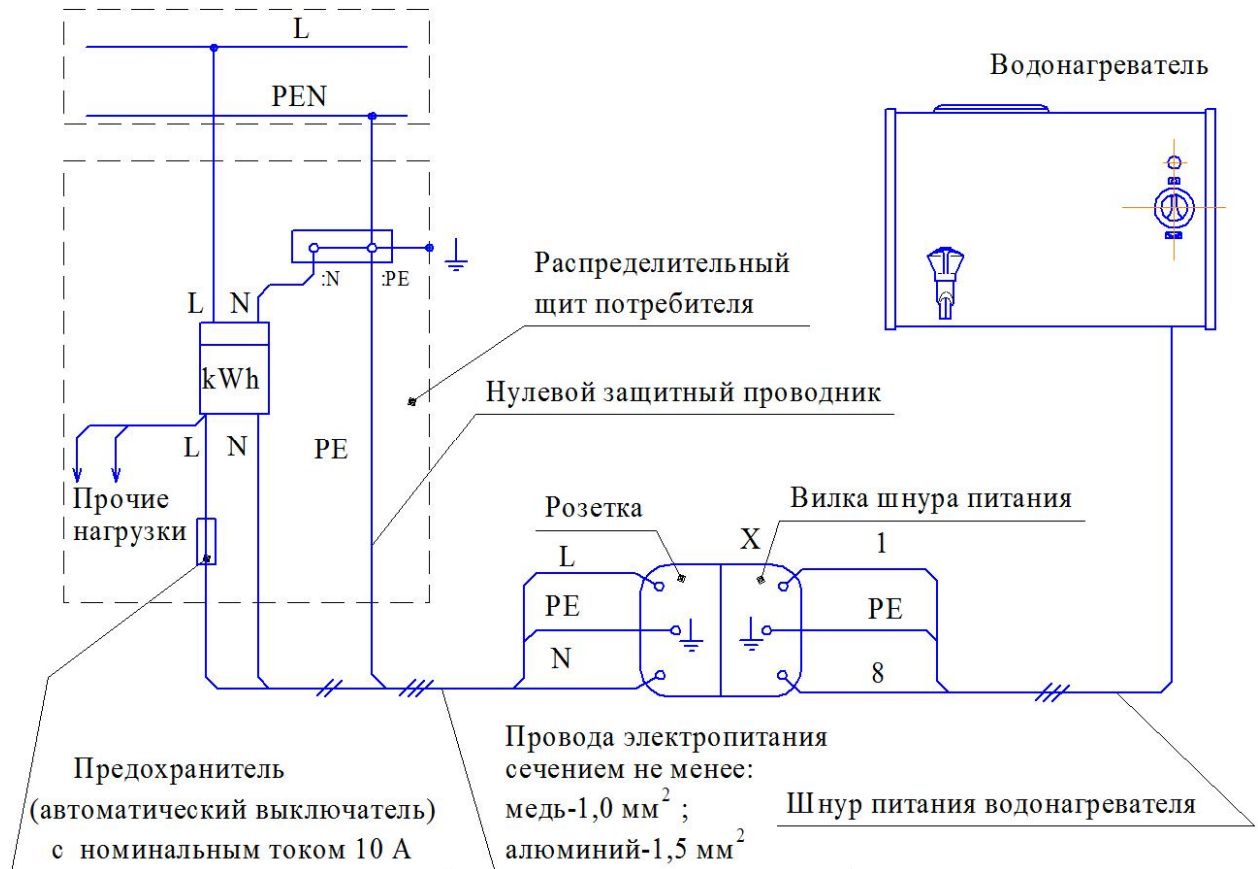 L
PEN
Водонагреватель
:N
:PE
L
N
Распределительный
щит потребителя
kWh
Нулевой защитный проводник
L
N
PE
Прочие
нагрузки
Розетка
Вилка шнура питания
X
L
1
PE
PE
N
8
Провода электропитания
сечением не менее:
медь-1,0 мм² ;
алюминий-1,5 мм²
Предохранитель
(автоматический выключатель)
с номинальным током 10 А
Шнур питания водонагревателя